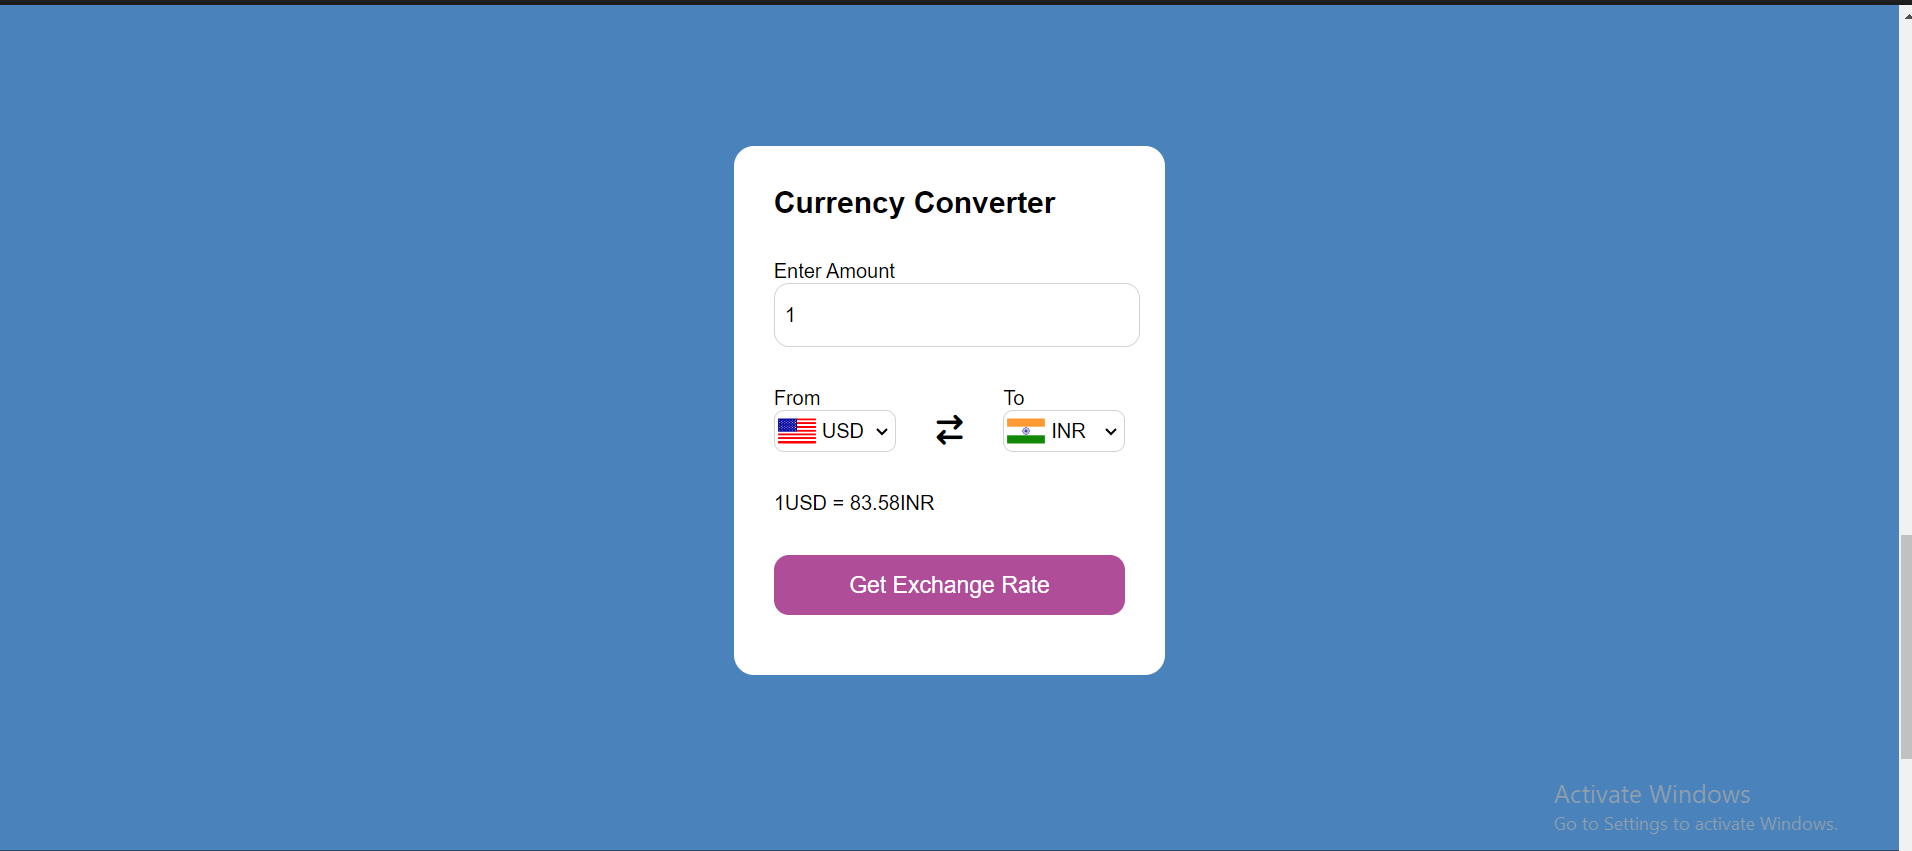 Currency Converter
Enter Amount
1
From To
USD INR
1USD = 83.58INR
Get Exchange Rate
Activate Windows
Go to Settings to activate Windows.